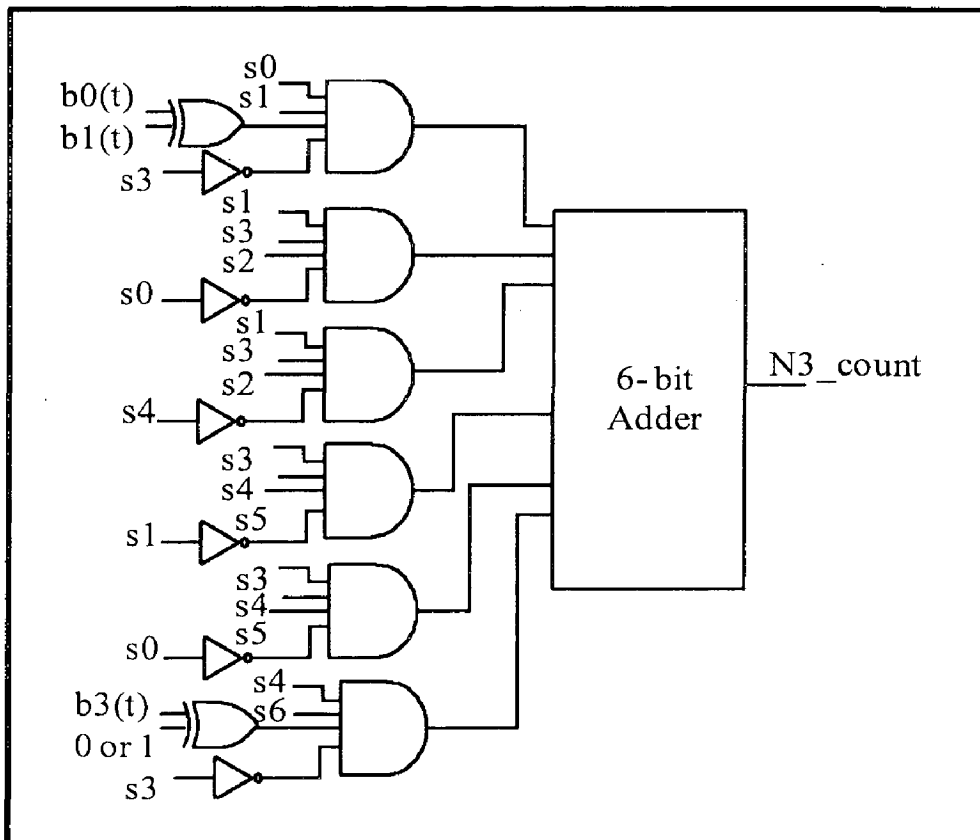 s0
b0(t)
s1
b1(t)
s3
s1
s3
s2
s0
s1
s3
s2
s4
s3
s4
s5
s1
s3
s4
s5
s0
s4
b3(t)
s6
0 or 1
s3
6-bit
Adder
N3_count